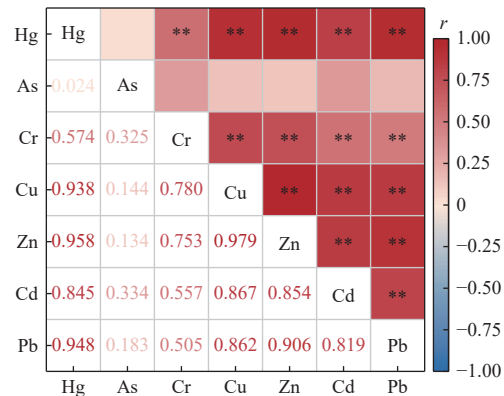 r
Hg Hg ** ** ** ** ** 1.00
As 0.024 As 0.75
Cr 0.574 0.325 Cr ** ** ** ** 0.50
0.25
Cu 0.938 0.144 0.780 Cu ** ** ** 0
Zn 0.958 0.134 0.753 0.979 Zn ** ** −0.25
−0.50
Cd 0.845 0.334 0.557 0.867 0.854 Cd ** −0.75
Pb 0.948 0.183 0.505 0.862 0.906 0.819 Pb −1.00
Hg As Cr Cu Zn Cd Pb